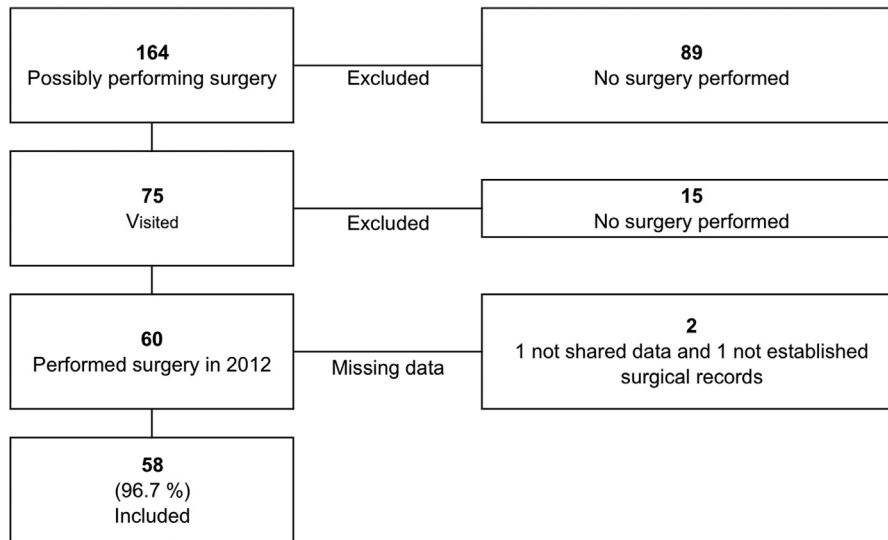 164
Possibly performing surgery
Excluded
89
No surgery performed
75
Visited
Excluded
15
No surgery performed
60
Performed surgery in 2012
Missing data
2
1 not shared data and 1 not established
surgical records
58
(96.7 %)
Included